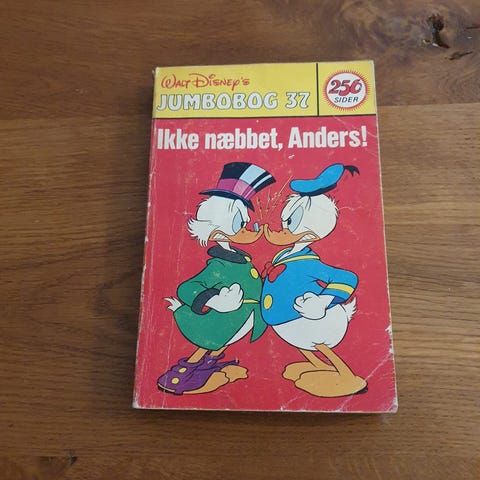 Walt Disney's
JUMBOBOG 37
256
SIDER
Ikke næbbet, Anders!